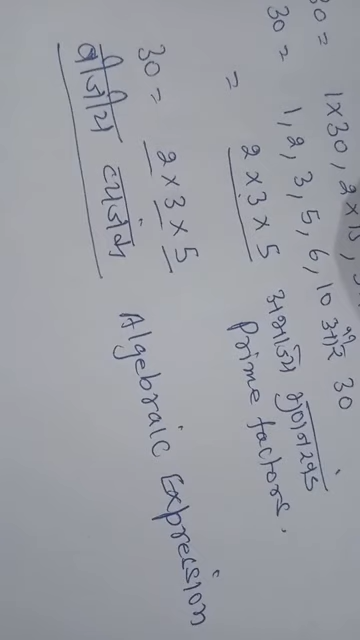 30 = 1 x 30, 2 x 15,
30 = 1, 2, 3, 5, 6, 10 और 30
= 2 x 3 x 5 अभाज्य गुणनखंड
Prime factors.
30 = 2 x 3 x 5
बीजीय व्यंजक Algebraic Expression